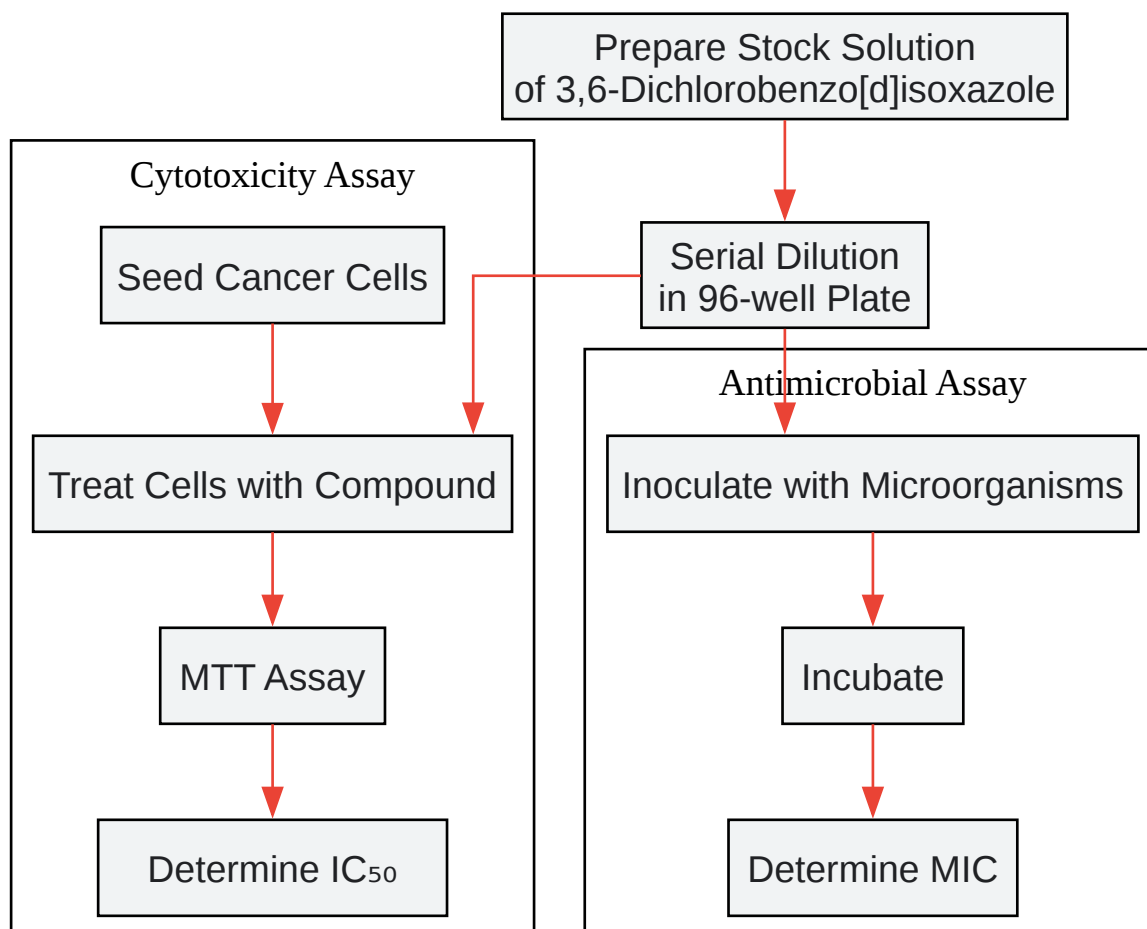 Prepare Stock Solution
of 3,6-Dichlorobenzo[d]isoxazole
Cytotoxicity Assay
Seed Cancer Cells
Serial Dilution
in 96-well Plate
Antimicrobial Assay
Treat Cells with Compound
Inoculate with Microorganisms
MTT Assay
Incubate
Determine IC₅₀
Determine MIC